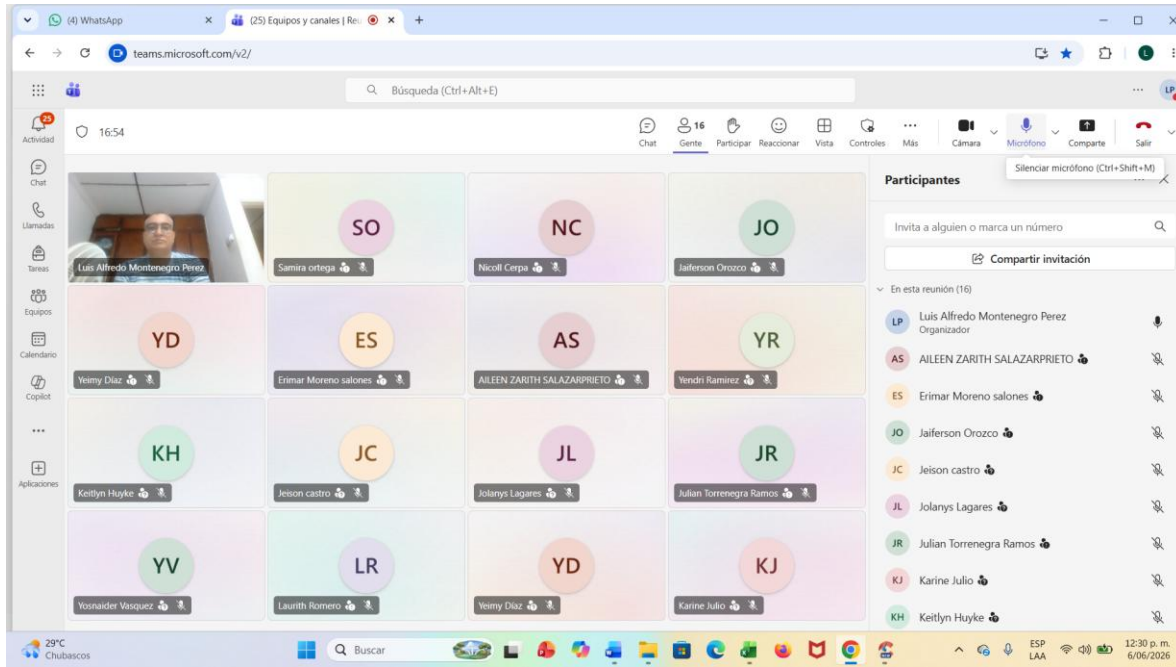 (4) WhatsApp
(25) Equipos y canales | Reu
teams.microsoft.com/v2/
L
Búsqueda (Ctrl+Alt+E)
LP
25
Actividad
Chat
Llamadas
Tareas
Equipos
Calendario
Copilot
Aplicaciones
16:54
16
Chat
Gente
Participar
Reaccionar
Vista
Controles
Más
Cámara
Micrófono
Comparte
Salir
Silenciar micrófono (Ctrl+Shift+M)
Luis Alfredo Montenegro Perez
SO
Samira ortega
NC
Nicoll Cerpa
JO
Jaiferson Orozco
YD
Yeimy Díaz
ES
Erimar Moreno salones
AS
AILEEN ZARITH SALAZARPRIETO
YR
Yendri Ramirez
KH
Keitlyn Huyke
JC
Jeison castro
JL
Jolanys Lagares
JR
Julian Torrenegra Ramos
YV
Yosnaider Vasquez
LR
Laurith Romero
YD
Yeimy Díaz
KJ
Karine Julio
Participantes
Invita a alguien o marca un número
Compartir invitación
En esta reunión (16)
LP Luis Alfredo Montenegro Perez
Organizador
AS AILEEN ZARITH SALAZARPRIETO
ES Erimar Moreno salones
JO Jaiferson Orozco
JC Jeison castro
JL Jolanys Lagares
JR Julian Torrenegra Ramos
KJ Karine Julio
KH Keitlyn Huyke
29°C
Chubascos
Buscar
ESP
LAA
12:30 p. m.
6/06/2026